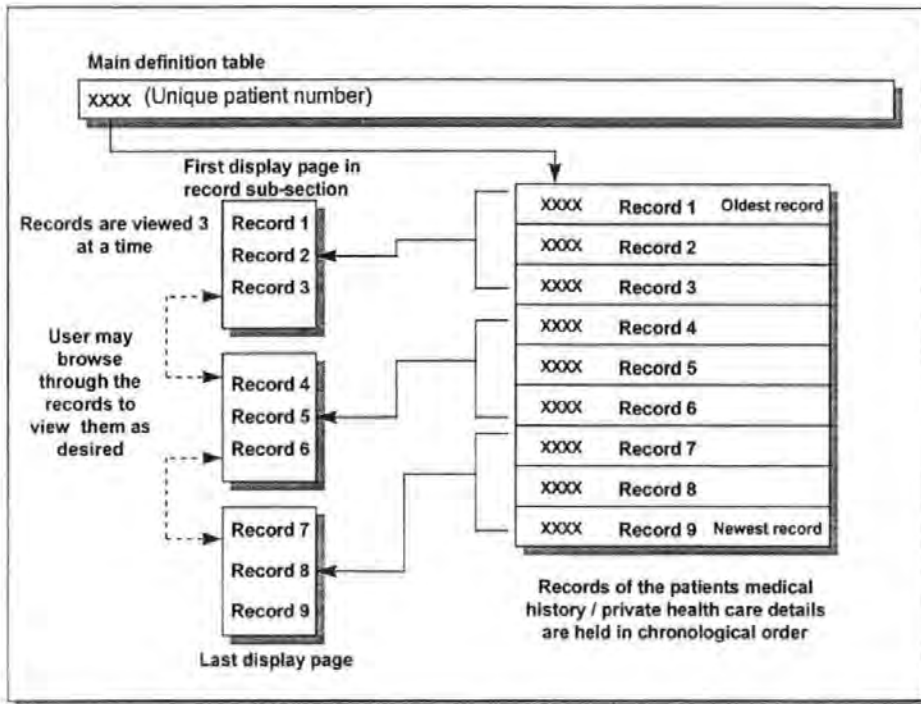 Main definition table
XXXX (Unique patient number)
First display page in
record sub-section
Records are viewed 3
at a time
Record 1
Record 2
Record 3
User may
browse
through the
records to
view them as
desired
Record 4
Record 5
Record 6
Record 7
Record 8
Record 9
Last display page
XXXX Record 1 Oldest record
XXXX Record 2
XXXX Record 3
XXXX Record 4
XXXX Record 5
XXXX Record 6
XXXX Record 7
XXXX Record 8
XXXX Record 9 Newest record
Records of the patients medical
history / private health care details
are held in chronological order